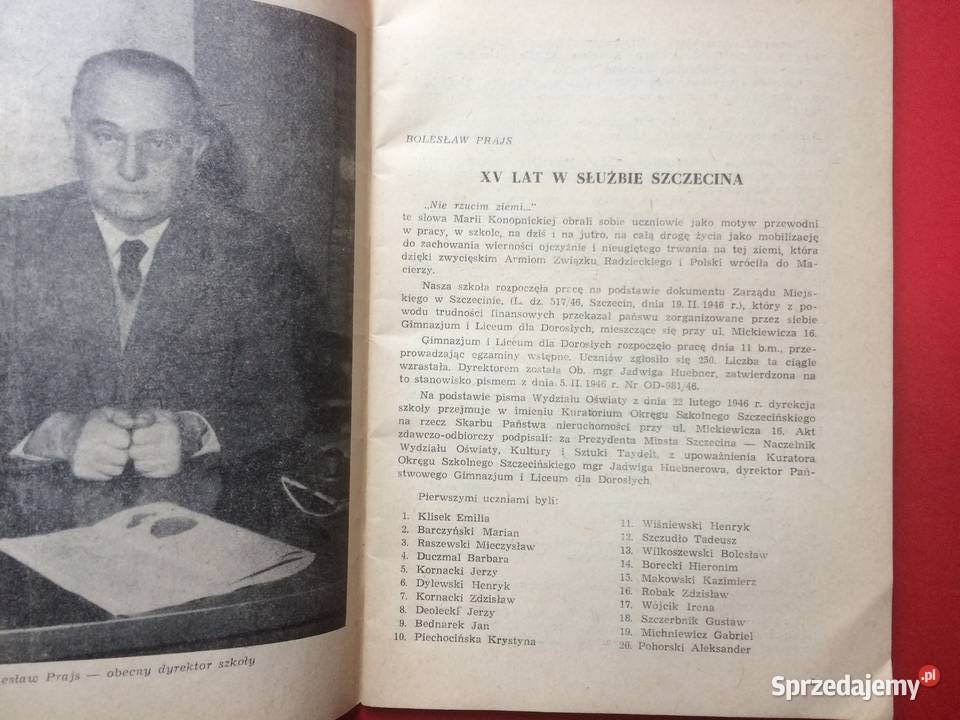 esław Prajs — obecny dyrektor szkoły
BOLESŁAW PRAJS
XV LAT W SŁUŻBIE SZCZECINA
„Nie rzucim ziemi..."
te słowa Marii Konopnickiej obrali sobie uczniowie jako motyw przewodni
w pracy, w szkole, na dziś i na jutro, na całą drogę życia jako mobilizację
do zachowania wierności ojczyźnie i nieugiętego trwania na tej ziemi, która
dzięki zwycięskim Armiom Związku Radzieckiego i Polski wróciła do Ma-
cierzy.
Nasza szkoła rozpoczęła pracę na podstawie dokumentu Zarządu Miej-
skiego w Szczecinie, (L. dz. 517/46, Szczecin, dnia 19. II. 1946 r.), który z po-
wodu trudności finansowych przekazał państwu zorganizowane przez siebie
Gimnazjum i Liceum dla Dorosłych, mieszczące się przy ul. Mickiewicza 16.
Gimnazjum i Liceum dla Dorosłych rozpoczęło pracę dnia 11 b.m., prze-
prowadzając egzaminy wstępne. Uczniów zgłosiło się 250. Liczba ta ciągle
wzrastała. Dyrektorem została Ob. mgr Jadwiga Huebner, zatwierdzona na
to stanowisko pismem z dnia 5. II. 1946 r. Nr OD-981/46.
Na podstawie pisma Wydziału Oświaty z dnia 22 lutego 1946 r. dyrekcja
szkoły przejmuje w imieniu Kuratorium Okręgu Szkolnego Szczecińskiego
na rzecz Skarbu Państwa nieruchomości przy ul. Mickiewicza 16. Akt
zdawczo-odbiorczy podpisali: za Prezydenta Miasta Szczecina — Naczelnik
Wydziału Oświaty, Kultury i Sztuki Taydelt, z upoważnienia Kuratora
Okręgu Szkolnego Szczecińskiego mgr Jadwiga Huebnerowa, dyrektor Pań-
stwowego Gimnazjum i Liceum dla Dorosłych.
Pierwszymi uczniami byli:
1. Klisek Emilia
2. Barczyński Marian
3. Raszewski Mieczysław
4. Duczmal Barbara
5. Kornacki Jerzy
6. Dylewski Henryk
7. Kornacki Zdzisław
8. Deolecki Jerzy
9. Bednarek Jan
10. Piechocińska Krystyna
11. Wiśniewski Henryk
12. Szczudło Tadeusz
13. Wilkoszewski Bolesław
14. Borecki Hieronim
15. Makowski Kazimierz
16. Robak Zdzisław
17. Wójcik Irena
18. Szczerbnik Gustaw
19. Michniewicz Gabriel
20. Pohorski Aleksander
Sprzedajemy.pl